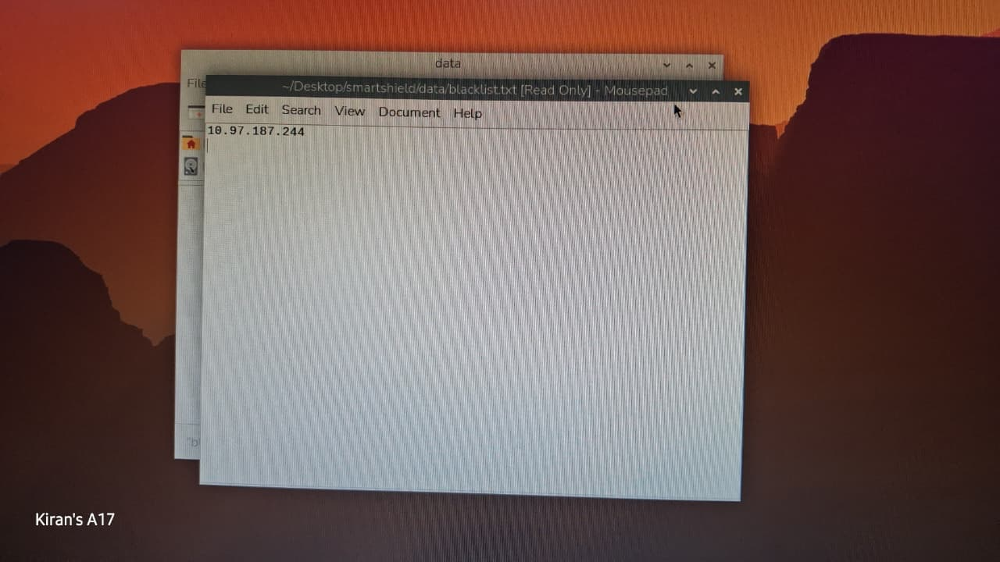 data
File
~/Desktop/smartshield/data/blacklist.txt [Read Only] - Mousepad
File Edit Search View Document Help
10.97.187.244
"b
Kiran's A17